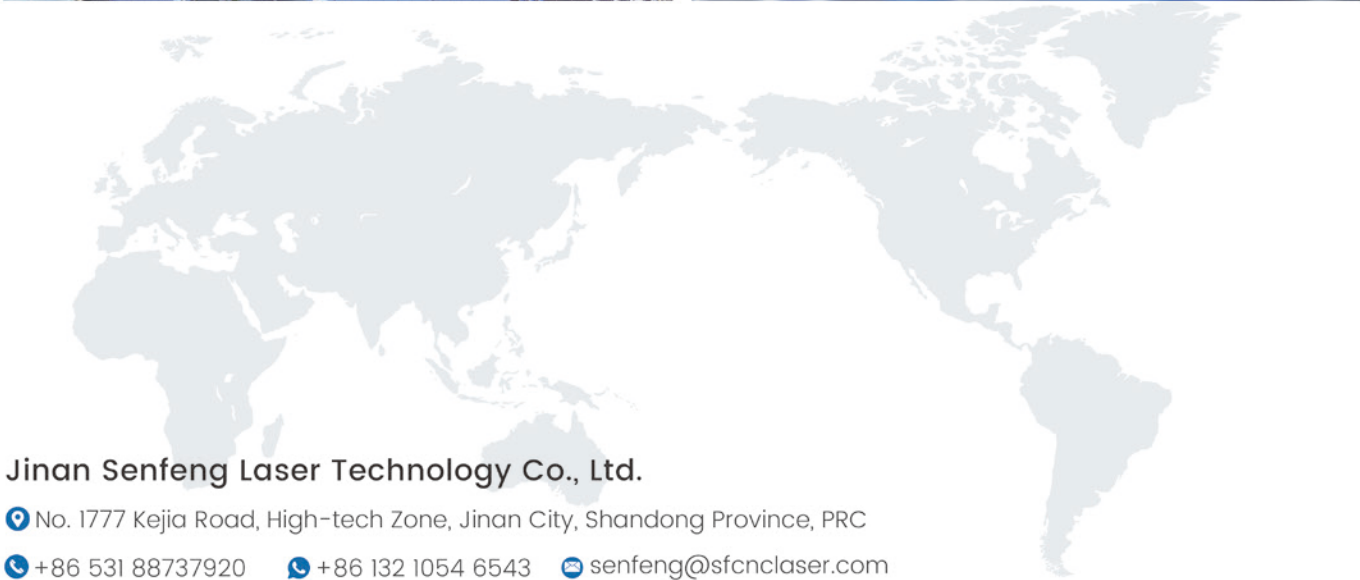 Jinan Senfeng Laser Technology Co., Ltd.
No. 1777 Kejia Road, High-tech Zone, Jinan City, Shandong Province, PRC
+86 531 88737920 +86 132 1054 6543 senfeng@sfcnclaser.com